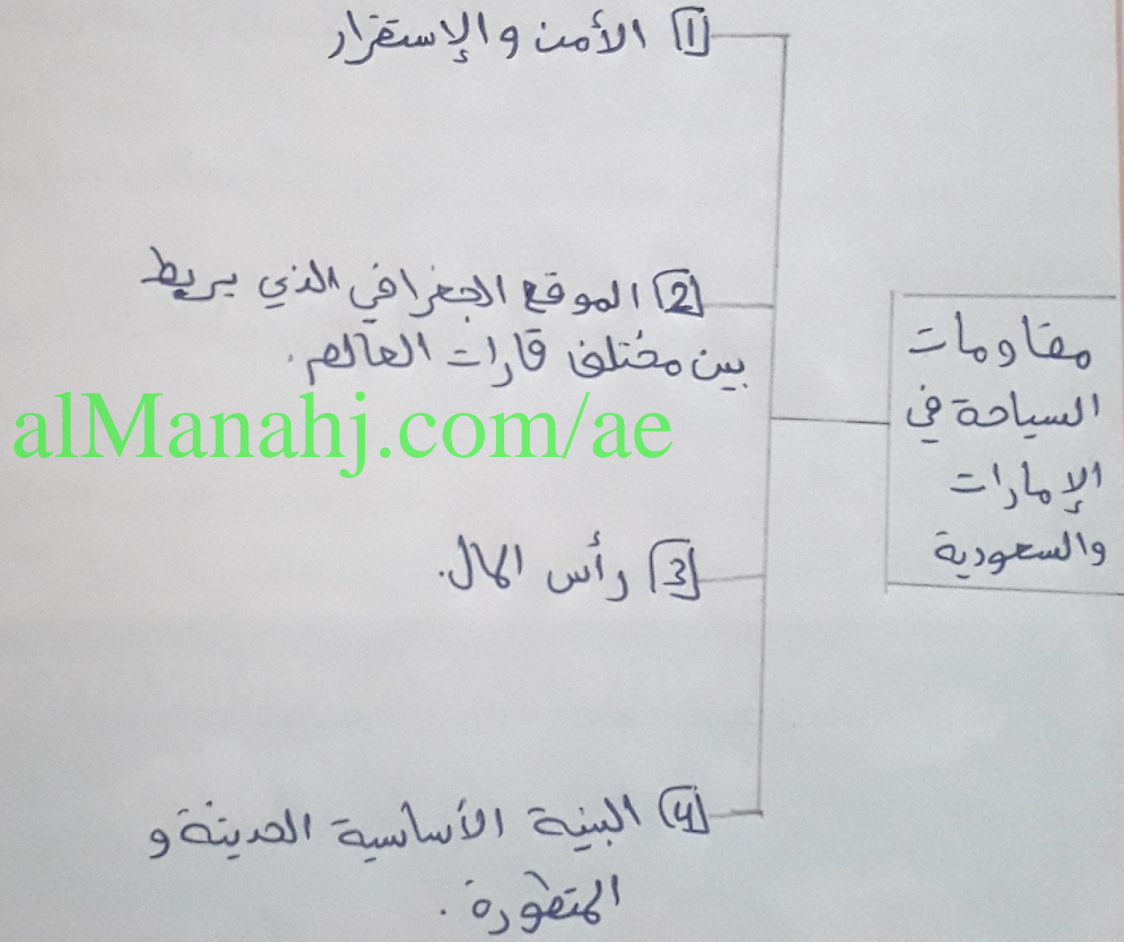 مقاومات
السياحة في
الإمارات
والسعودية
1 الأمن والإستقرار
2 الموقع الجغرافي الذي يربط
بين مختلف قارات العالم.
alManahj.com/ae
3 رأس المال.
4 البنية الأساسية الحديثة و
المتطورة.